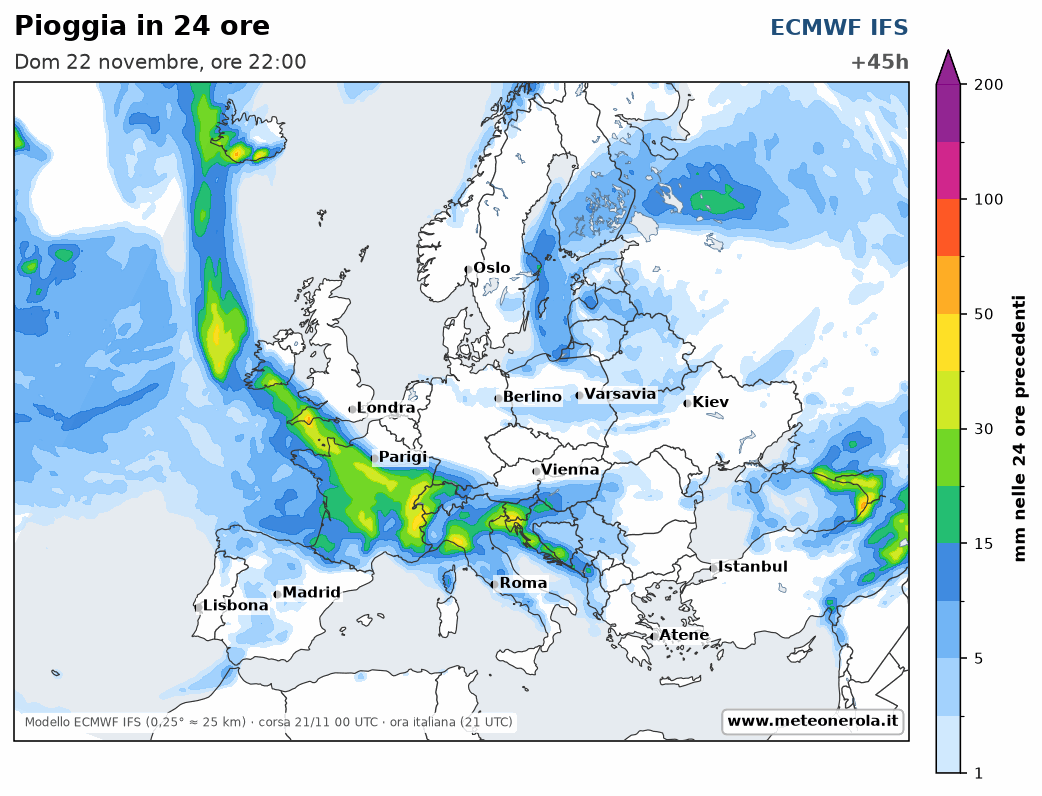 Pioggia in 24 ore
ECMWF IFS
Dom 22 novembre, ore 22:00
+45h
200
100
50
30
15
5
1
mm nelle 24 ore precedenti
Oslo
Londra
Berlino
Varsavia
Kiev
Parigi
Vienna
Istanbul
Roma
Madrid
Lisbona
Atene
Modello ECMWF IFS (0,25° ≈ 25 km) · corsa 21/11 00 UTC · ora italiana (21 UTC)
www.meteonerola.it